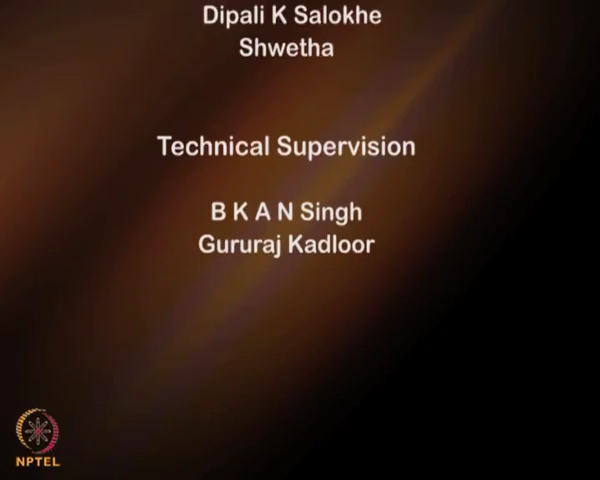 Dipali K Salokhe
Shwetha
Technical Supervision
B K A N Singh
Gururaj Kadloor
NPTEL